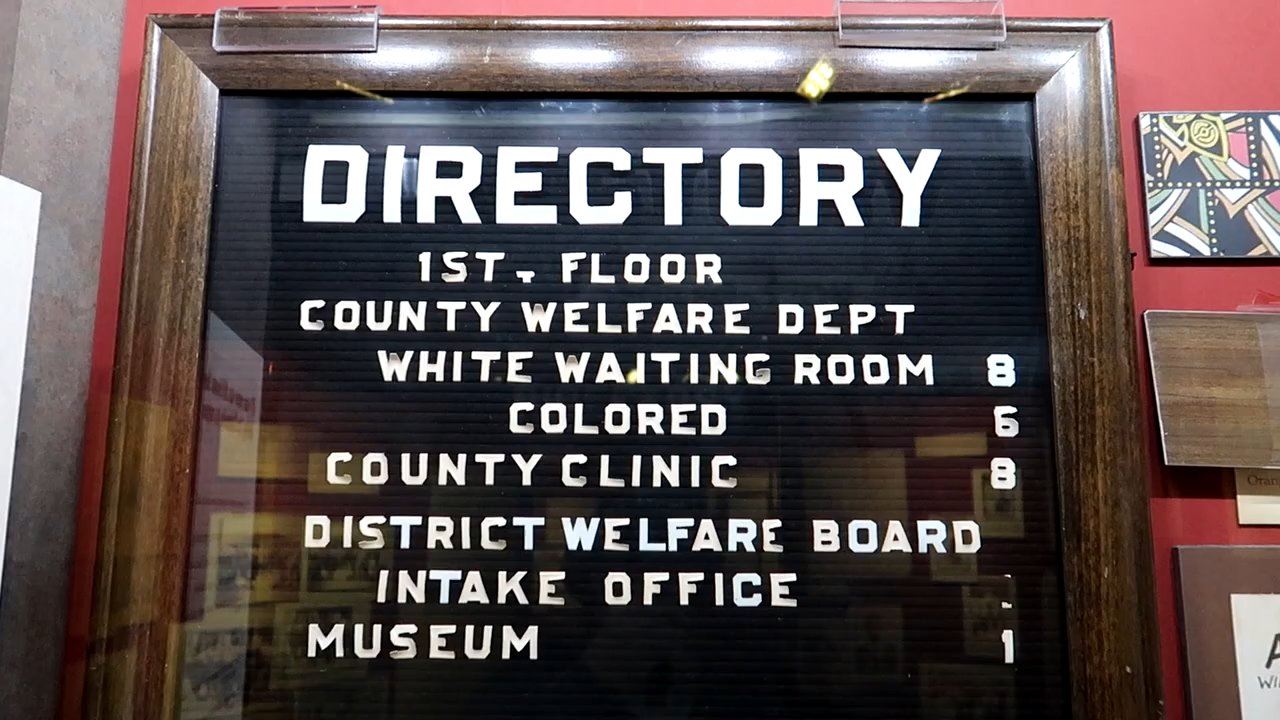 DIRECTORY
1ST. FLOOR
COUNTY WELFARE DEPT
WHITE WAITING ROOM 8
COLORED 6
COUNTY CLINIC 8
DISTRICT WELFARE BOARD
INTAKE OFFICE
MUSEUM 1